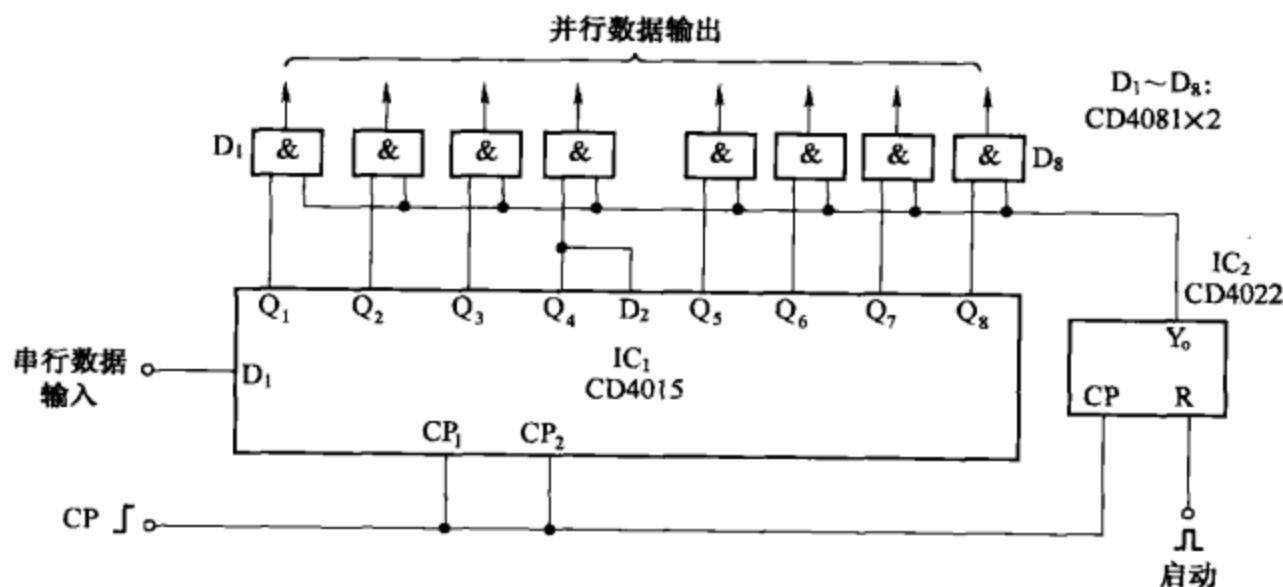 并行数据输出
D₁~D₈:
CD4081×2
D₁ & & & & & & & & D₈
IC₂
CD4022
Q₁ Q₂ Q₃ Q₄ D₂ Q₅ Q₆ Q₇ Q₈
Y₀
串行数据
输入
D₁
IC₁
CD4015
CP R
CP₁ CP₂
CP
启动